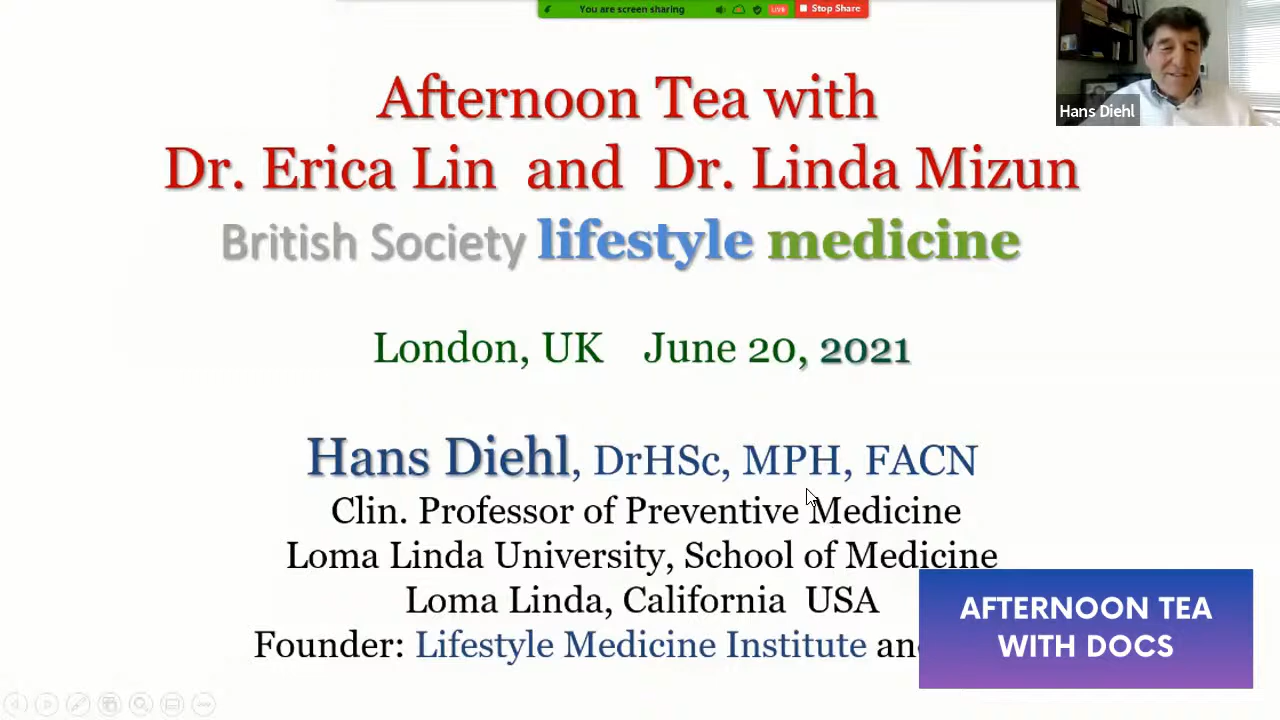 You are screen sharing LIVE Stop Share
Hans Diehl
Afternoon Tea with
Dr. Erica Lin and Dr. Linda Mizun
British Society lifestyle medicine
London, UK June 20, 2021
Hans Diehl, DrHSc, MPH, FACN
Clin. Professor of Preventive Medicine
Loma Linda University, School of Medicine
Loma Linda, California USA
Founder: Lifestyle Medicine Institute
AFTERNOON TEA
WITH DOCS